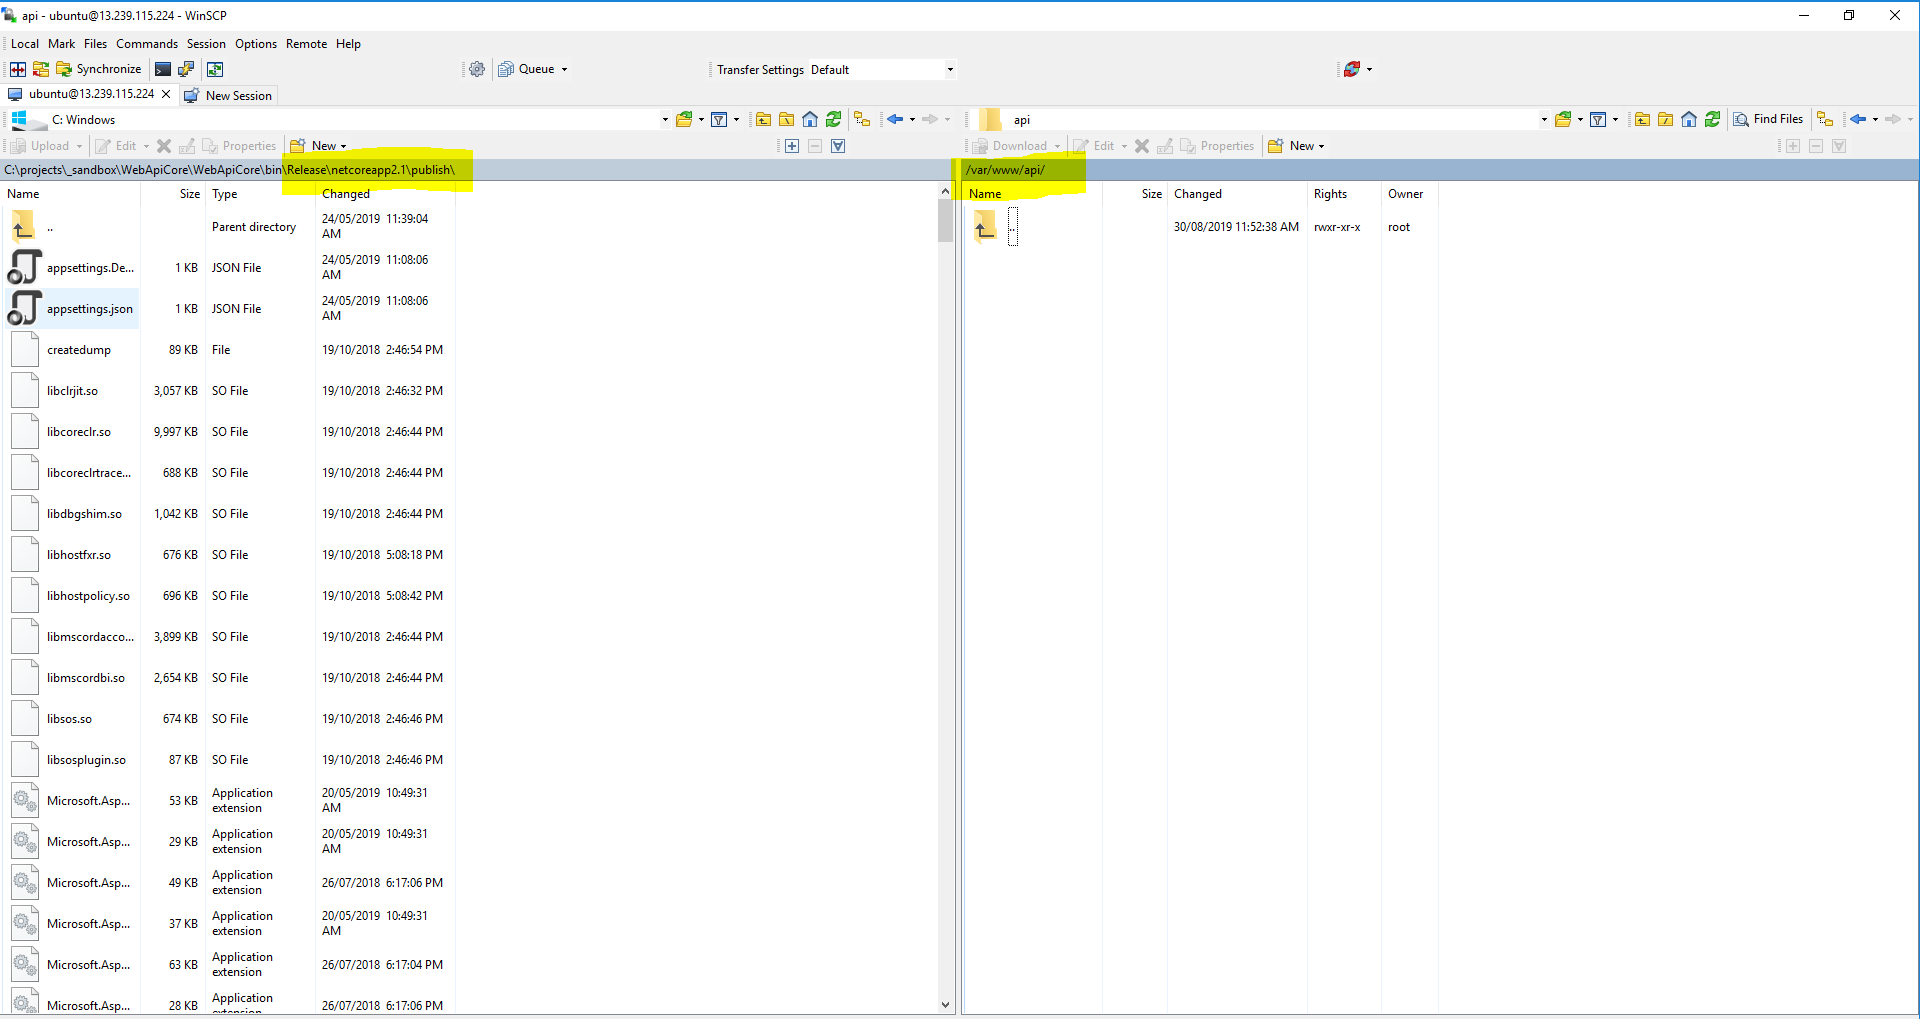 api - ubuntu@13.239.115.224 - WinSCP
Local Mark Files Commands Session Options Remote Help
Synchronize Queue Transfer Settings Default
ubuntu@13.239.115.224 New Session
C: Windows
api Find Files
Upload Edit Properties New
Download Edit Properties New
C:\projects\_sandbox\WebApiCore\WebApiCore\bin\Release\netcoreapp2.1\publish\
/var/www/api/
Name Size Type Changed
.. Parent directory 24/05/2019 11:39:04 AM
appsettings.De... 1 KB JSON File 24/05/2019 11:08:06 AM
appsettings.json 1 KB JSON File 24/05/2019 11:08:06 AM
createdump 89 KB File 19/10/2018 2:46:54 PM
libclrjit.so 3,057 KB SO File 19/10/2018 2:46:32 PM
libcoreclr.so 9,997 KB SO File 19/10/2018 2:46:44 PM
libcoreclrtrace... 688 KB SO File 19/10/2018 2:46:44 PM
libdbgshim.so 1,042 KB SO File 19/10/2018 2:46:44 PM
libhostfxr.so 676 KB SO File 19/10/2018 5:08:18 PM
libhostpolicy.so 696 KB SO File 19/10/2018 5:08:42 PM
libmscordacco... 3,899 KB SO File 19/10/2018 2:46:44 PM
libmscordbi.so 2,654 KB SO File 19/10/2018 2:46:44 PM
libsos.so 674 KB SO File 19/10/2018 2:46:46 PM
libsosplugin.so 87 KB SO File 19/10/2018 2:46:46 PM
Microsoft.Asp... 53 KB Application extension 20/05/2019 10:49:31 AM
Microsoft.Asp... 29 KB Application extension 20/05/2019 10:49:31 AM
Microsoft.Asp... 49 KB Application extension 26/07/2018 6:17:06 PM
Microsoft.Asp... 37 KB Application extension 20/05/2019 10:49:31 AM
Microsoft.Asp... 63 KB Application extension 26/07/2018 6:17:04 PM
Microsoft.Asp... 28 KB Application extension 26/07/2018 6:17:06 PM
Name Size Changed Rights Owner
.. 30/08/2019 11:52:38 AM rwxr-xr-x root